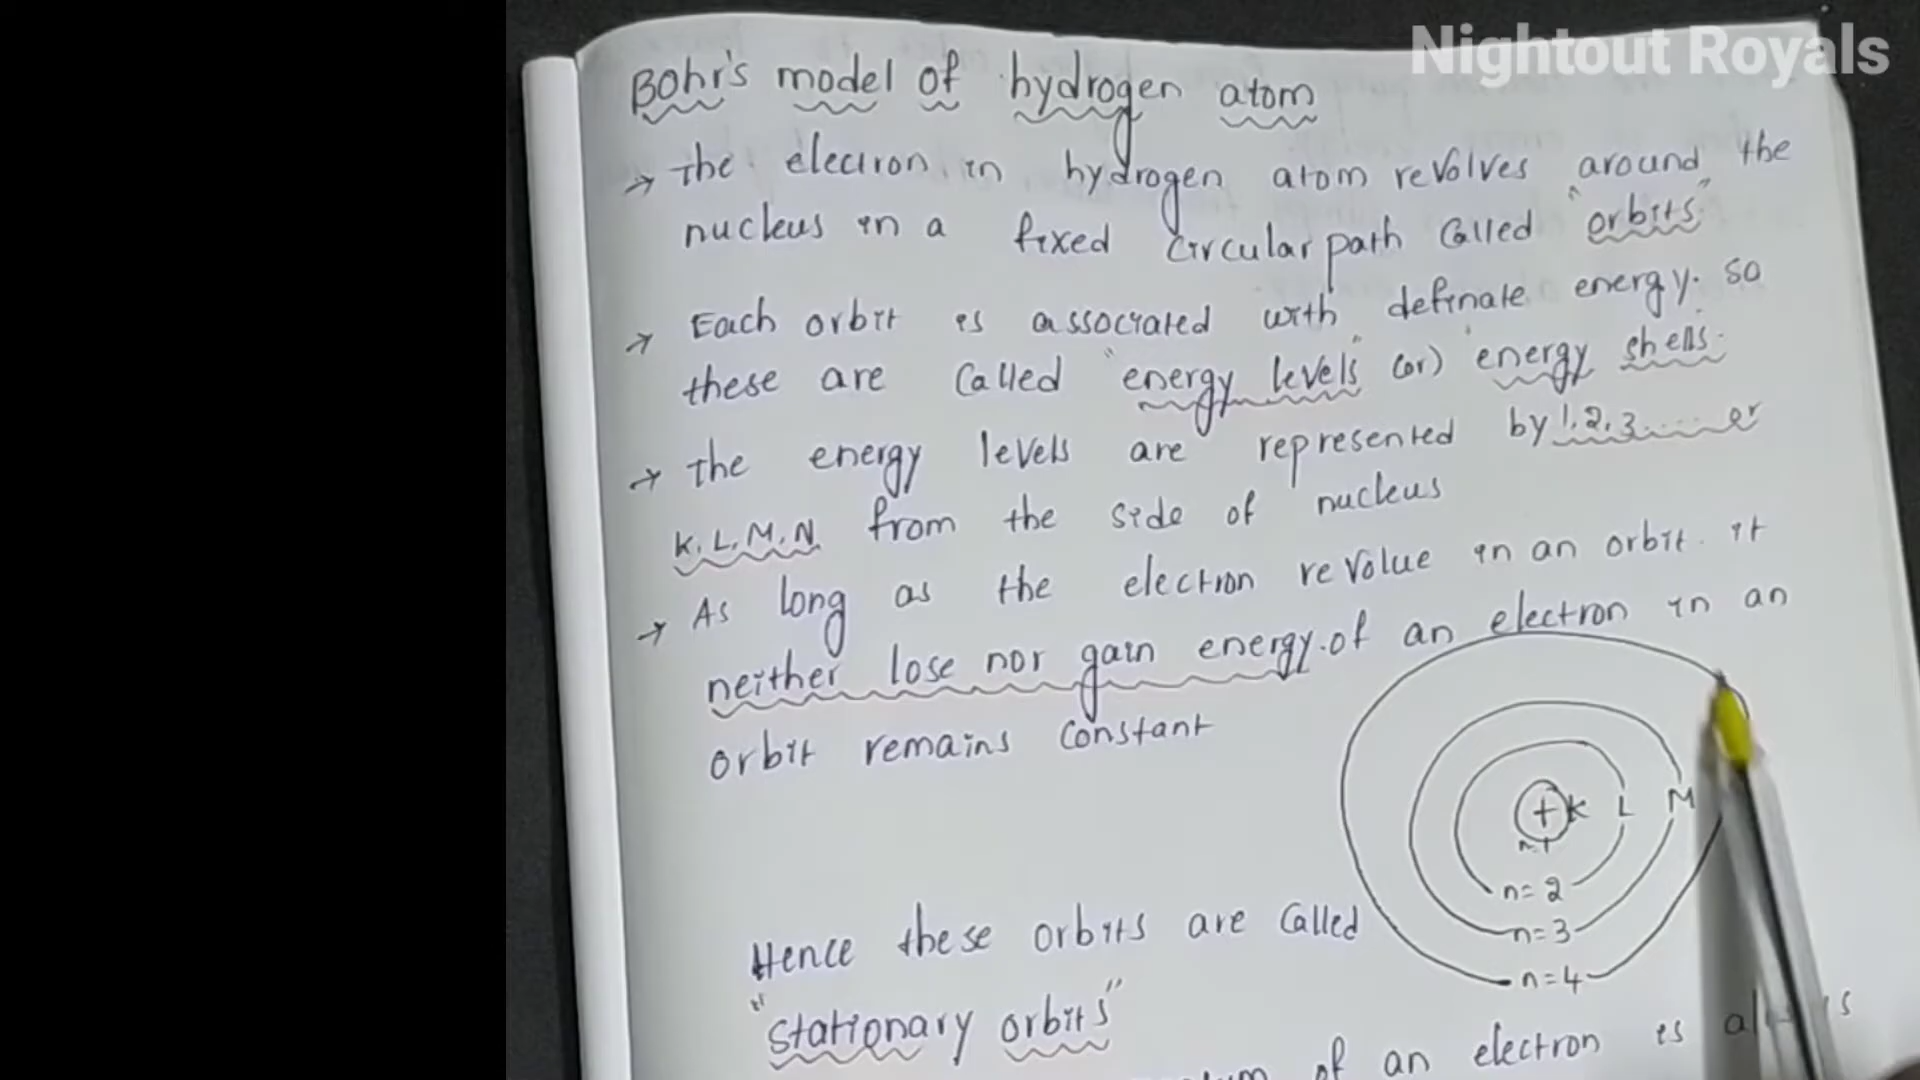 Nightout Royals
Bohr's model of hydrogen atom
→ The electron in hydrogen atom revolves around the
nucleus in a fixed circular path called "orbits"
→ Each orbit is associated with definate energy. so
these are called "energy levels" (or) energy shells.
→ The energy levels are represented by 1, 2, 3...... or
K, L, M, N from the side of nucleus
→ As long as the electron revolue in an orbit. it
neither lose nor gain energy. of an electron in an
orbit remains constant
+ K L M
n=2
n=3
n=4
Hence these orbits are called
"stationary orbits"
of an electron is